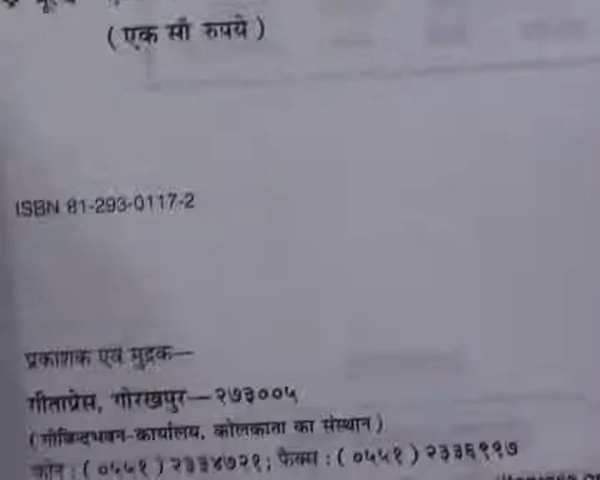 (एक सौ रुपये)
ISBN 81-293-0117-2
प्रकाशक एवं मुद्रक—
गीताप्रेस, गोरखपुर—२७३००५
(गोबिन्दभवन-कार्यालय, कोलकाता का संस्थान)
फोन : (०५५१) २३३४७२१; फैक्स : (०५५१) २३३६९९७